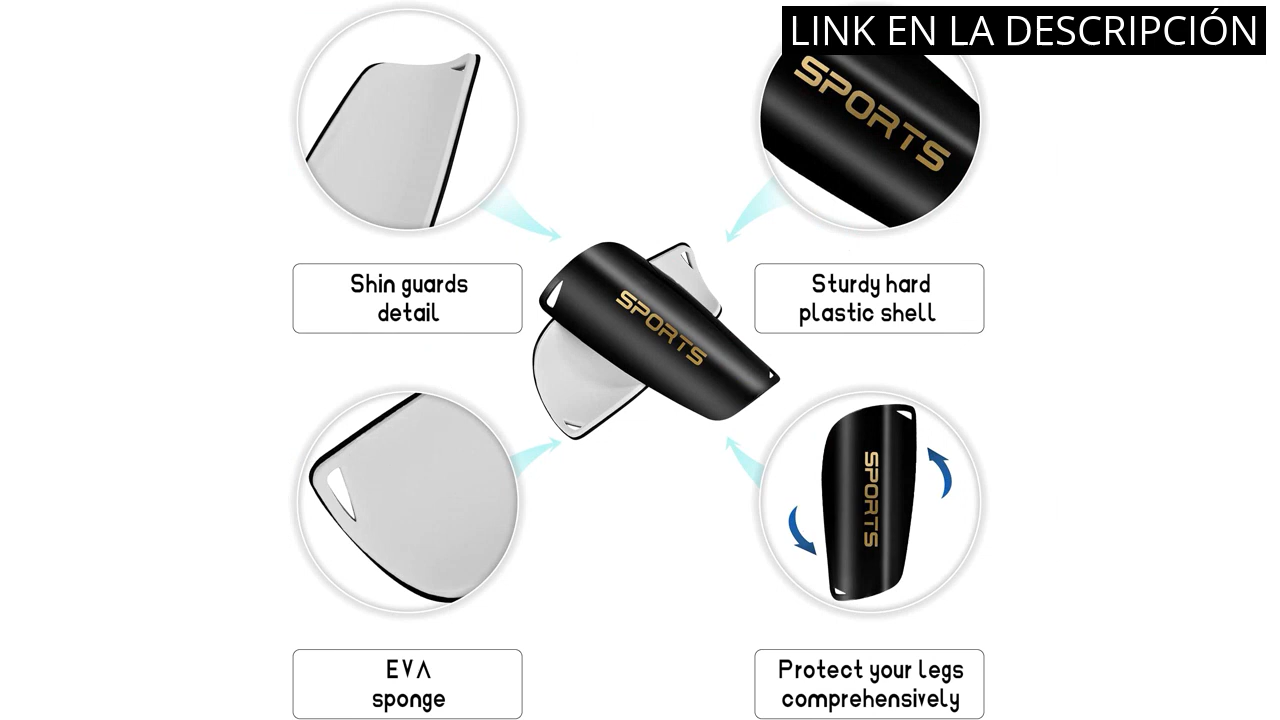 LINK EN LA DESCRIPCIÓN
SPORTS
Shin guards
detail
Sturdy hard
plastic shell
SPORTS
SPORTS
EVA
sponge
Protect your legs
comprehensively